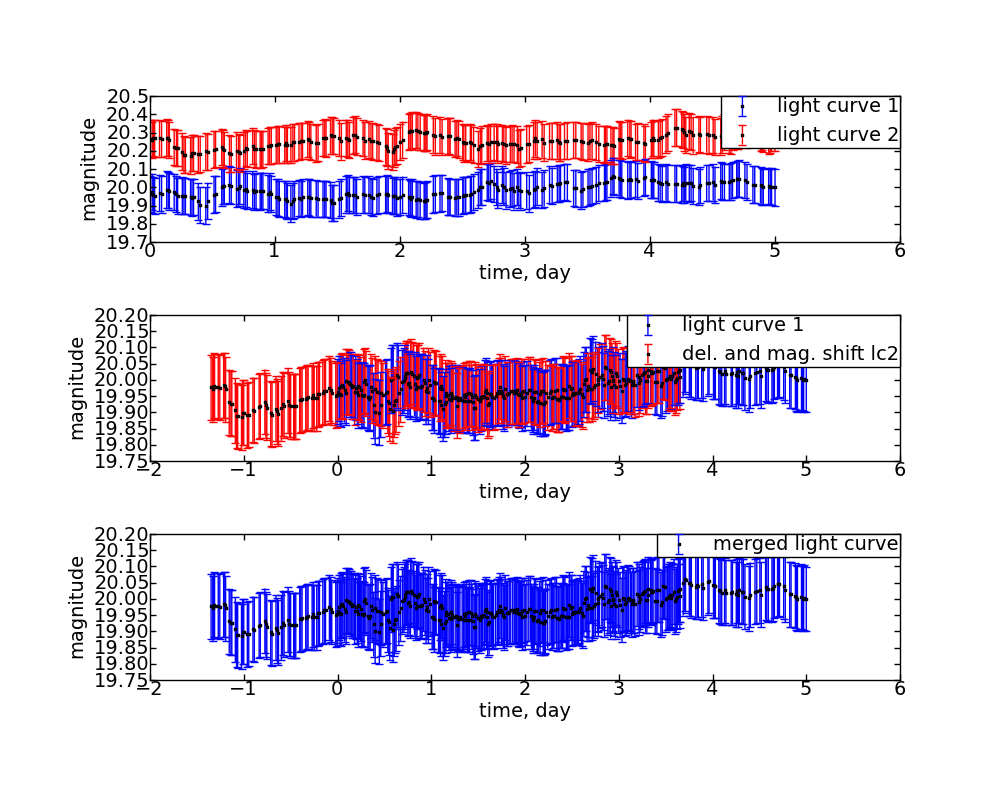 20.5
20.4
20.3
20.2
20.1
20.0
19.9
19.8
19.7
magnitude
light curve 1
light curve 2
0 1 2 3 4 5 6
time, day
20.20
20.15
20.10
20.05
20.00
19.95
19.90
19.85
19.80
19.75
magnitude
light curve 1
del. and mag. shift lc2
−2 −1 0 1 2 3 4 5 6
time, day
20.20
20.15
20.10
20.05
20.00
19.95
19.90
19.85
19.80
19.75
magnitude
merged light curve
−2 −1 0 1 2 3 4 5 6
time, day